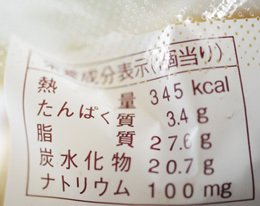 養成分表示(1個当り)
熱量 345 kcal
たんぱく質 3.4 g
脂質 27.6 g
炭水化物 20.7 g
ナトリウム 100 mg